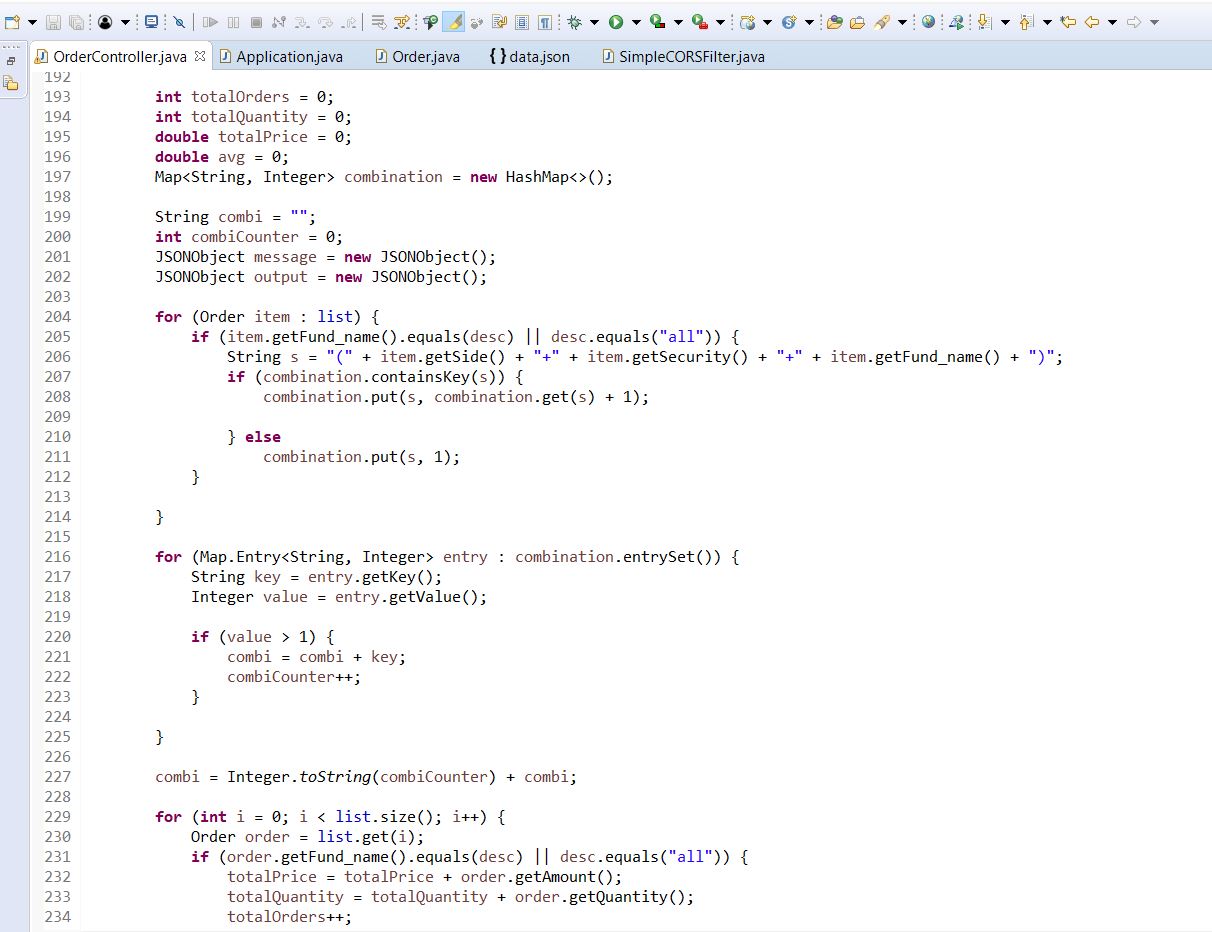 OrderController.java Application.java Order.java {} data.json SimpleCORSFilter.java
192
193 int totalOrders = 0;
194 int totalQuantity = 0;
195 double totalPrice = 0;
196 double avg = 0;
197 Map<String, Integer> combination = new HashMap<>();
198
199 String combi = "";
200 int combiCounter = 0;
201 JSONObject message = new JSONObject();
202 JSONObject output = new JSONObject();
203
204 for (Order item : list) {
205 if (item.getFund_name().equals(desc) || desc.equals("all")) {
206 String s = "(" + item.getSide() + "+" + item.getSecurity() + "+" + item.getFund_name() + ")";
207 if (combination.containsKey(s)) {
208 combination.put(s, combination.get(s) + 1);
209
210 } else
211 combination.put(s, 1);
212 }
213
214 }
215
216 for (Map.Entry<String, Integer> entry : combination.entrySet()) {
217 String key = entry.getKey();
218 Integer value = entry.getValue();
219
220 if (value > 1) {
221 combi = combi + key;
222 combiCounter++;
223 }
224
225 }
226
227 combi = Integer.toString(combiCounter) + combi;
228
229 for (int i = 0; i < list.size(); i++) {
230 Order order = list.get(i);
231 if (order.getFund_name().equals(desc) || desc.equals("all")) {
232 totalPrice = totalPrice + order.getAmount();
233 totalQuantity = totalQuantity + order.getQuantity();
234 totalOrders++;